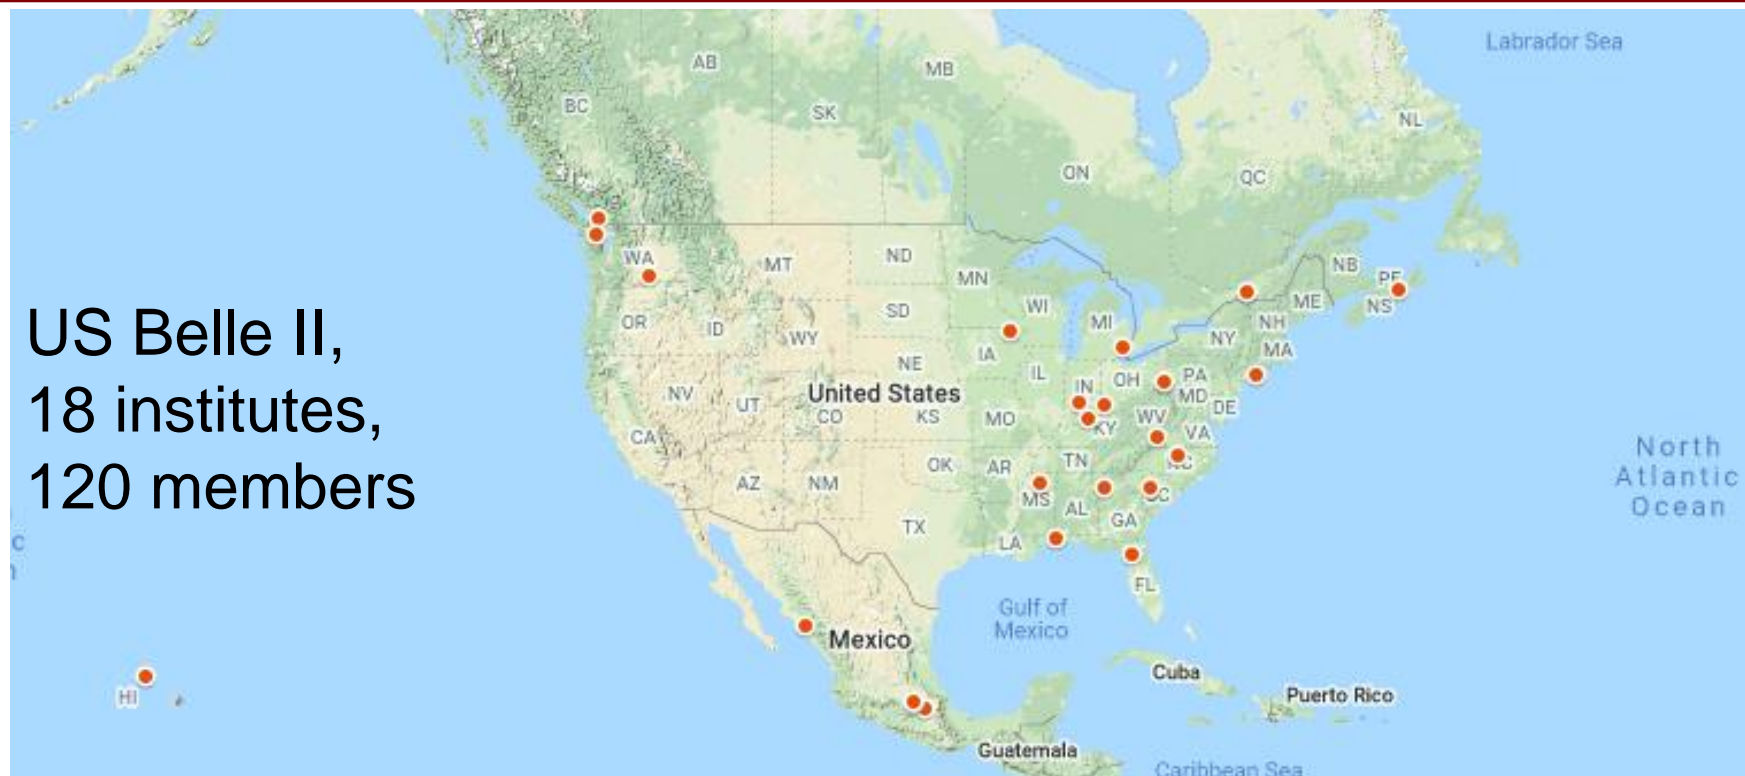 Labrador Sea
AB
MB
BC
SK
NL
ON
QC
WA
MT
ND
MN
NB
PE
NS
ME
WI
SD
OR
ID
MI
NH
WY
NY
MA
IA
NE
IL
IN
OH
PA
MD
DE
NV
UT
United States
CO
KS
MO
WV
KY
VA
CA
TN
NC
OK
AR
AZ
NM
MS
SC
AL
GA
TX
LA
FL
US Belle II,
18 institutes,
120 members
North
Atlantic
Ocean
Gulf of
Mexico
Mexico
Cuba
Puerto Rico
HI
Guatemala
Caribbean Sea